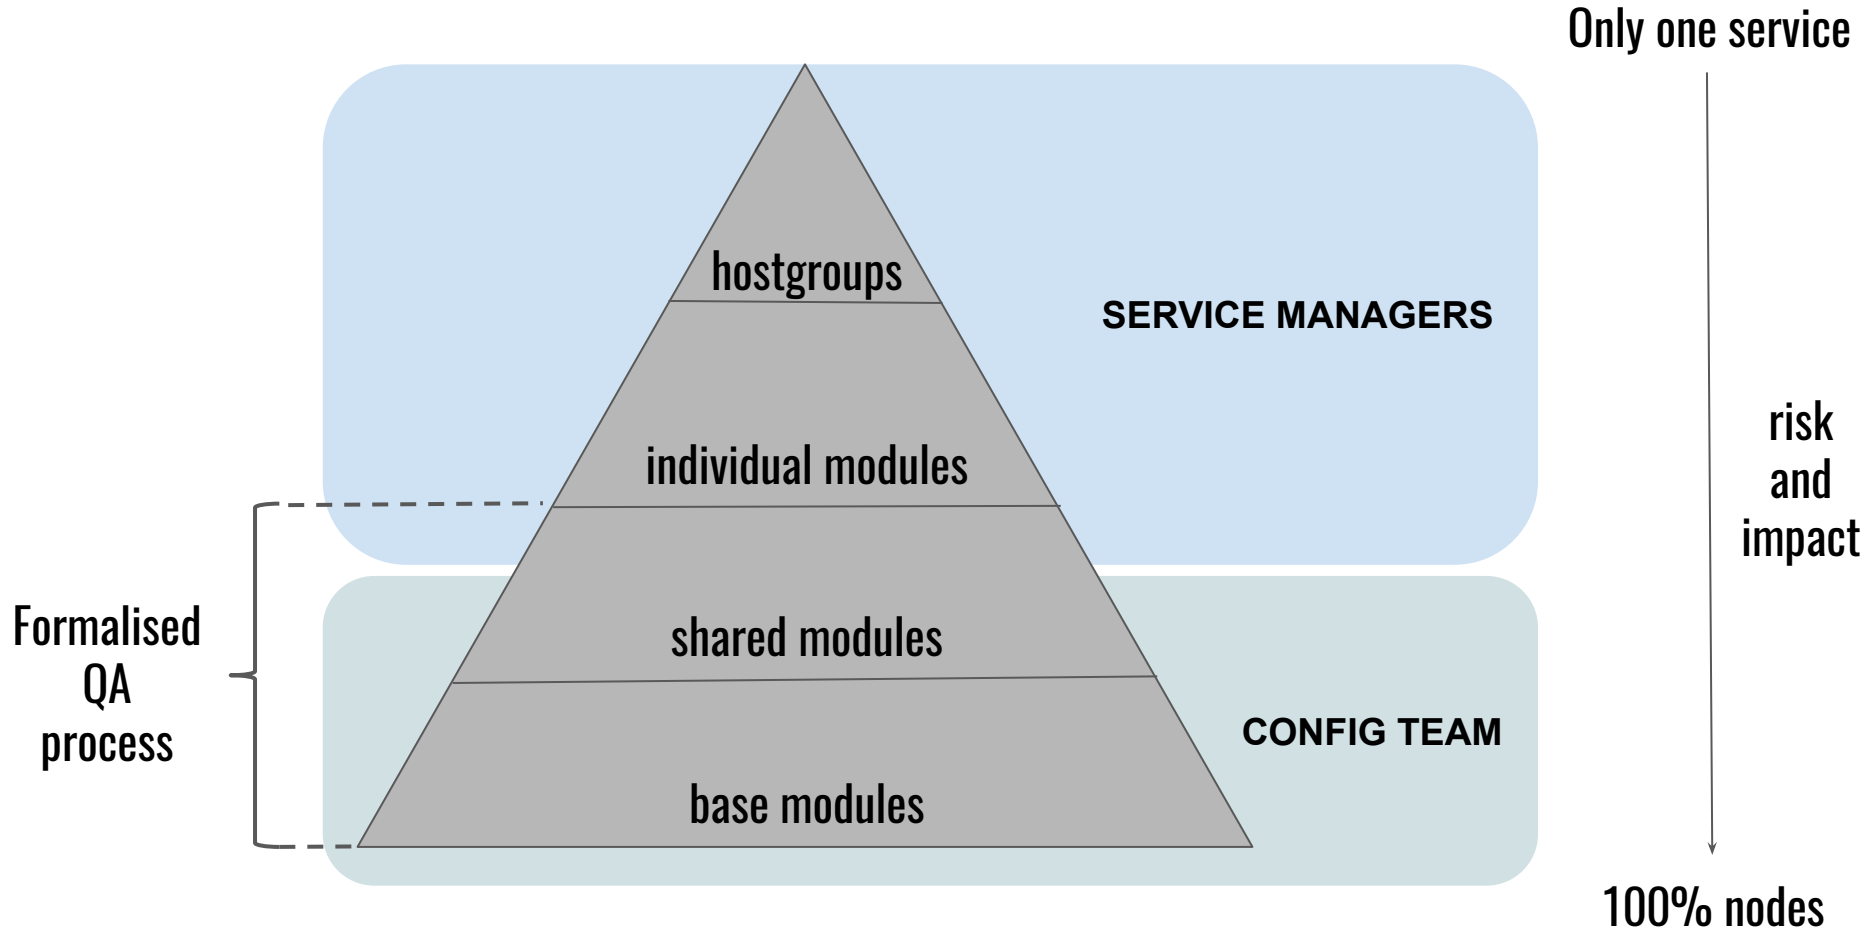 Only one service
hostgroups
SERVICE MANAGERS
individual modules
risk
and
impact
Formalised
QA
process
shared modules
CONFIG TEAM
base modules
100% nodes